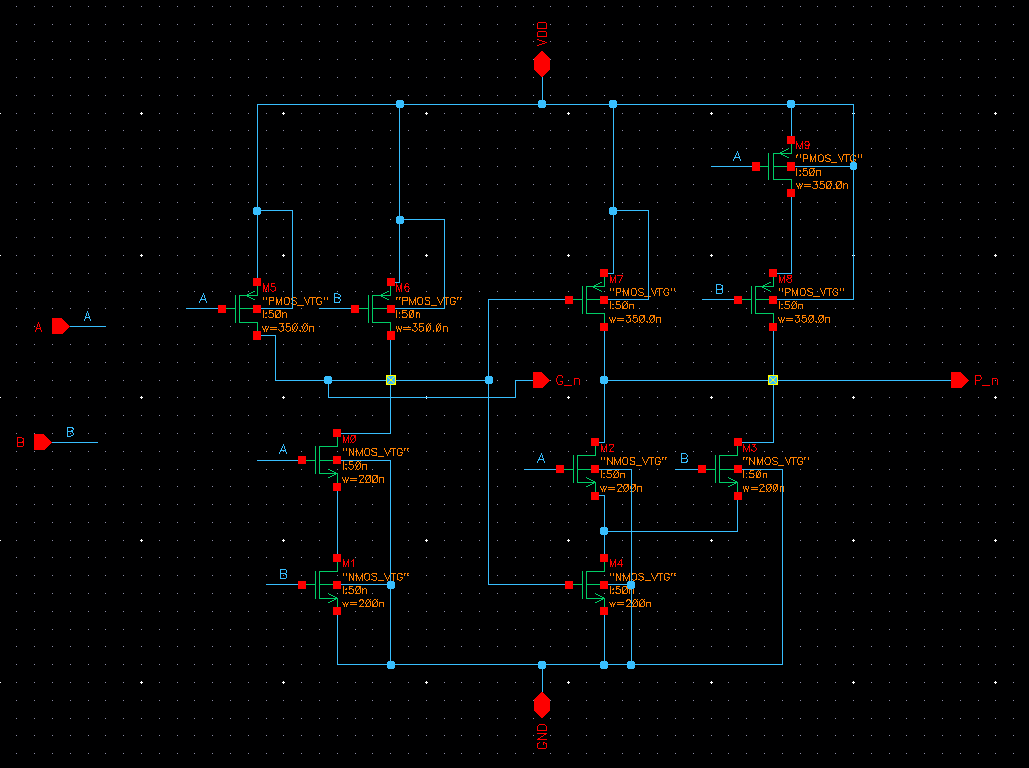 VDD
M9
A
"PMOS_VTG"
l:50n
w=350.0n
M5
A
"PMOS_VTG"
l:50n
w=350.0n
M6
B
"PMOS_VTG"
l:50n
w=350.0n
M7
"PMOS_VTG"
l:50n
w=350.0n
M8
B
"PMOS_VTG"
l:50n
w=350.0n
A
A
G_n
P_n
B
B
M0
A
"NMOS_VTG"
l:50n
w=200n
M2
A
"NMOS_VTG"
l:50n
w=200n
M3
B
"NMOS_VTG"
l:50n
w=200n
M1
B
"NMOS_VTG"
l:50n
w=200n
M4
"NMOS_VTG"
l:50n
w=200n
GND